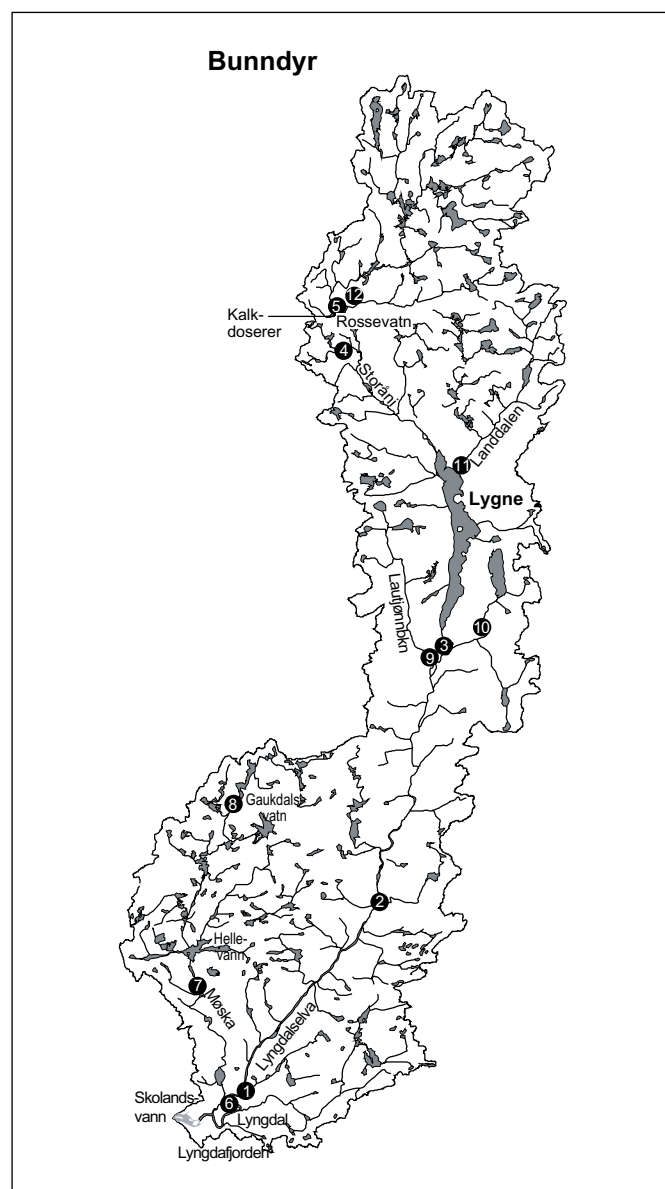 Bunndyr
12
5
Kalk-
doserer
Rossevatn
4
Storåni
Landdalen
11
Lygne
Lautjønnbkn
10
3
9
8
Gaukdals-
vatn
2
Helle-
vann
7
Møska
Lyngdalselva
1
Skolands-
vann
6
Lyngdal
Lyngdafjorden